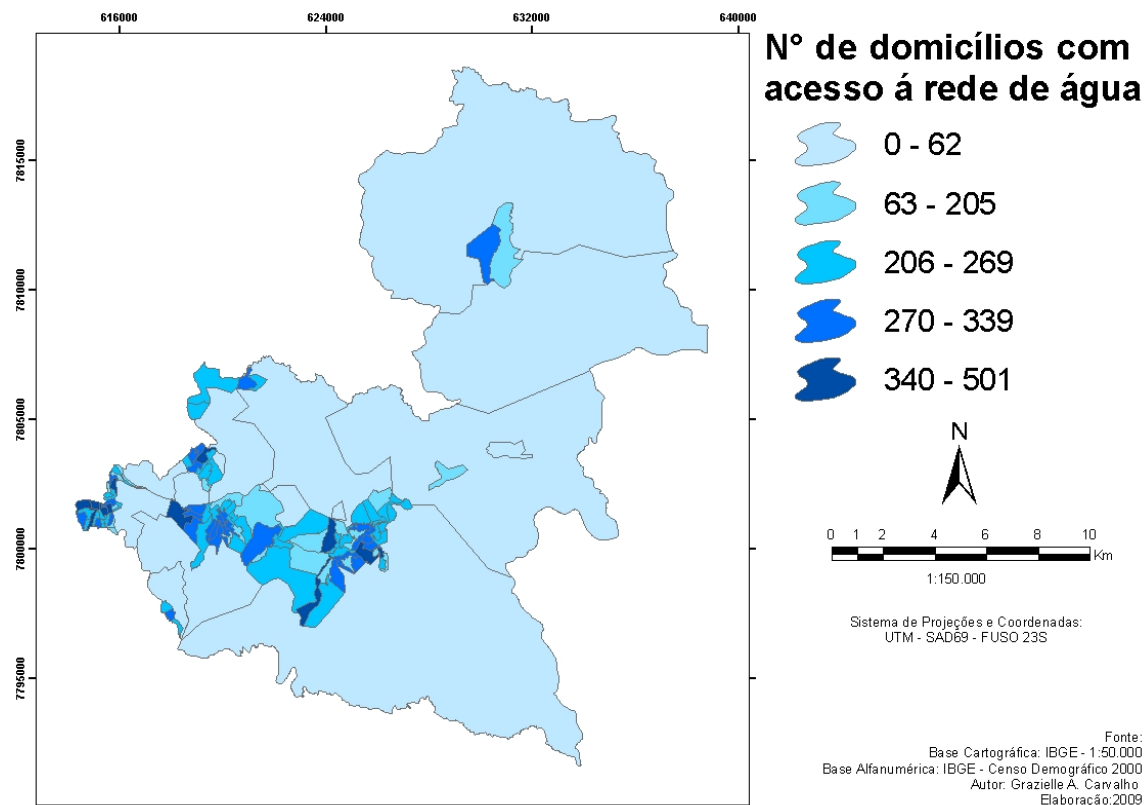 616000 624000 632000 640000
7815000
7810000
7805000
7800000
7795000
N° de domicílios com
acesso á rede de água
0 - 62
63 - 205
206 - 269
270 - 339
340 - 501
N
0 1 2 4 6 8 10
Km
1:150.000
Sistema de Projeções e Coordenadas:
UTM - SAD69 - FUSO 23S
Fonte:
Base Cartográfica: IBGE - 1:50.000
Base Alfanumérica: IBGE - Censo Demográfico 2000
Autor: Grazielle A. Carvalho
Elaboração:2009